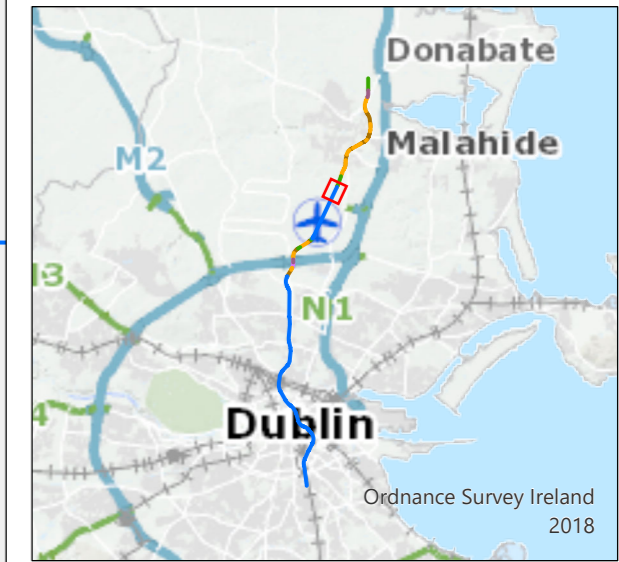 Donabate
Malahide
M2
N1
Dublin
Ordnance Survey Ireland
2018